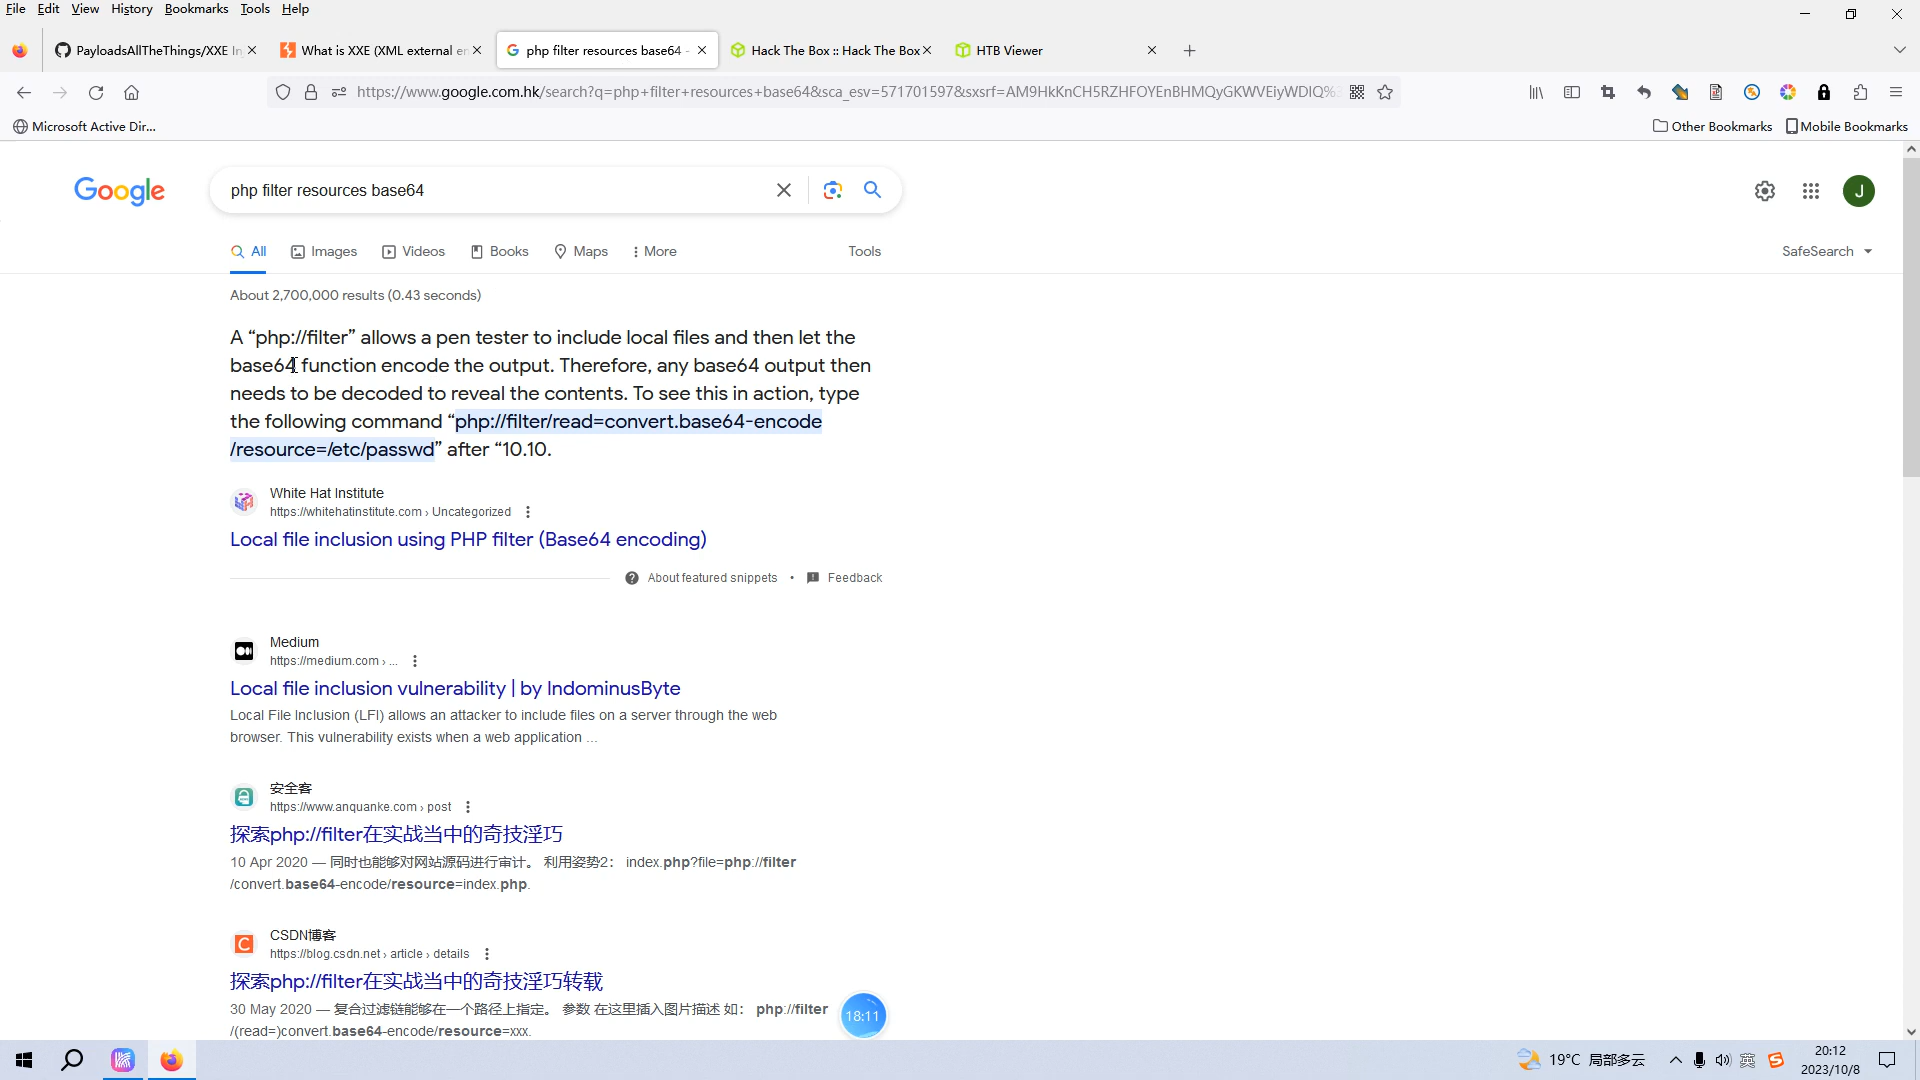 File Edit View History Bookmarks Tools Help
PayloadsAllTheThings/XXE In
What is XXE (XML external en
php filter resources base64 -
Hack The Box :: Hack The Box
HTB Viewer
https://www.google.com.hk/search?q=php+filter+resources+base64&sca_esv=571701597&sxsrf=AM9HkKnCH5RZHFOYEnBHMQyGKWVEiyWDIQ%3
Microsoft Active Dir...
Other Bookmarks
Mobile Bookmarks
Google
php filter resources base64
J
All
Images
Videos
Books
Maps
More
Tools
SafeSearch
About 2,700,000 results (0.43 seconds)
A “php://filter” allows a pen tester to include local files and then let the
base64 function encode the output. Therefore, any base64 output then
needs to be decoded to reveal the contents. To see this in action, type
the following command “php://filter/read=convert.base64-encode
/resource=/etc/passwd” after “10.10.
White Hat Institute
https://whitehatinstitute.com › Uncategorized
Local file inclusion using PHP filter (Base64 encoding)
About featured snippets • Feedback
Medium
https://medium.com › ...
Local file inclusion vulnerability | by IndominusByte
Local File Inclusion (LFI) allows an attacker to include files on a server through the web
browser. This vulnerability exists when a web application ...
安全客
https://www.anquanke.com › post
探索php://filter在实战当中的奇技淫巧
10 Apr 2020 — 同时也能够对网站源码进行审计。 利用姿势2： index.php?file=php://filter
/convert.base64-encode/resource=index.php.
CSDN博客
https://blog.csdn.net › article › details
探索php://filter在实战当中的奇技淫巧转载
30 May 2020 — 复合过滤链能够在一个路径上指定。 参数 在这里插入图片描述 如： php://filter
/(read=)convert.base64-encode/resource=xxx.
18:11
19°C 局部多云
英
20:12
2023/10/8